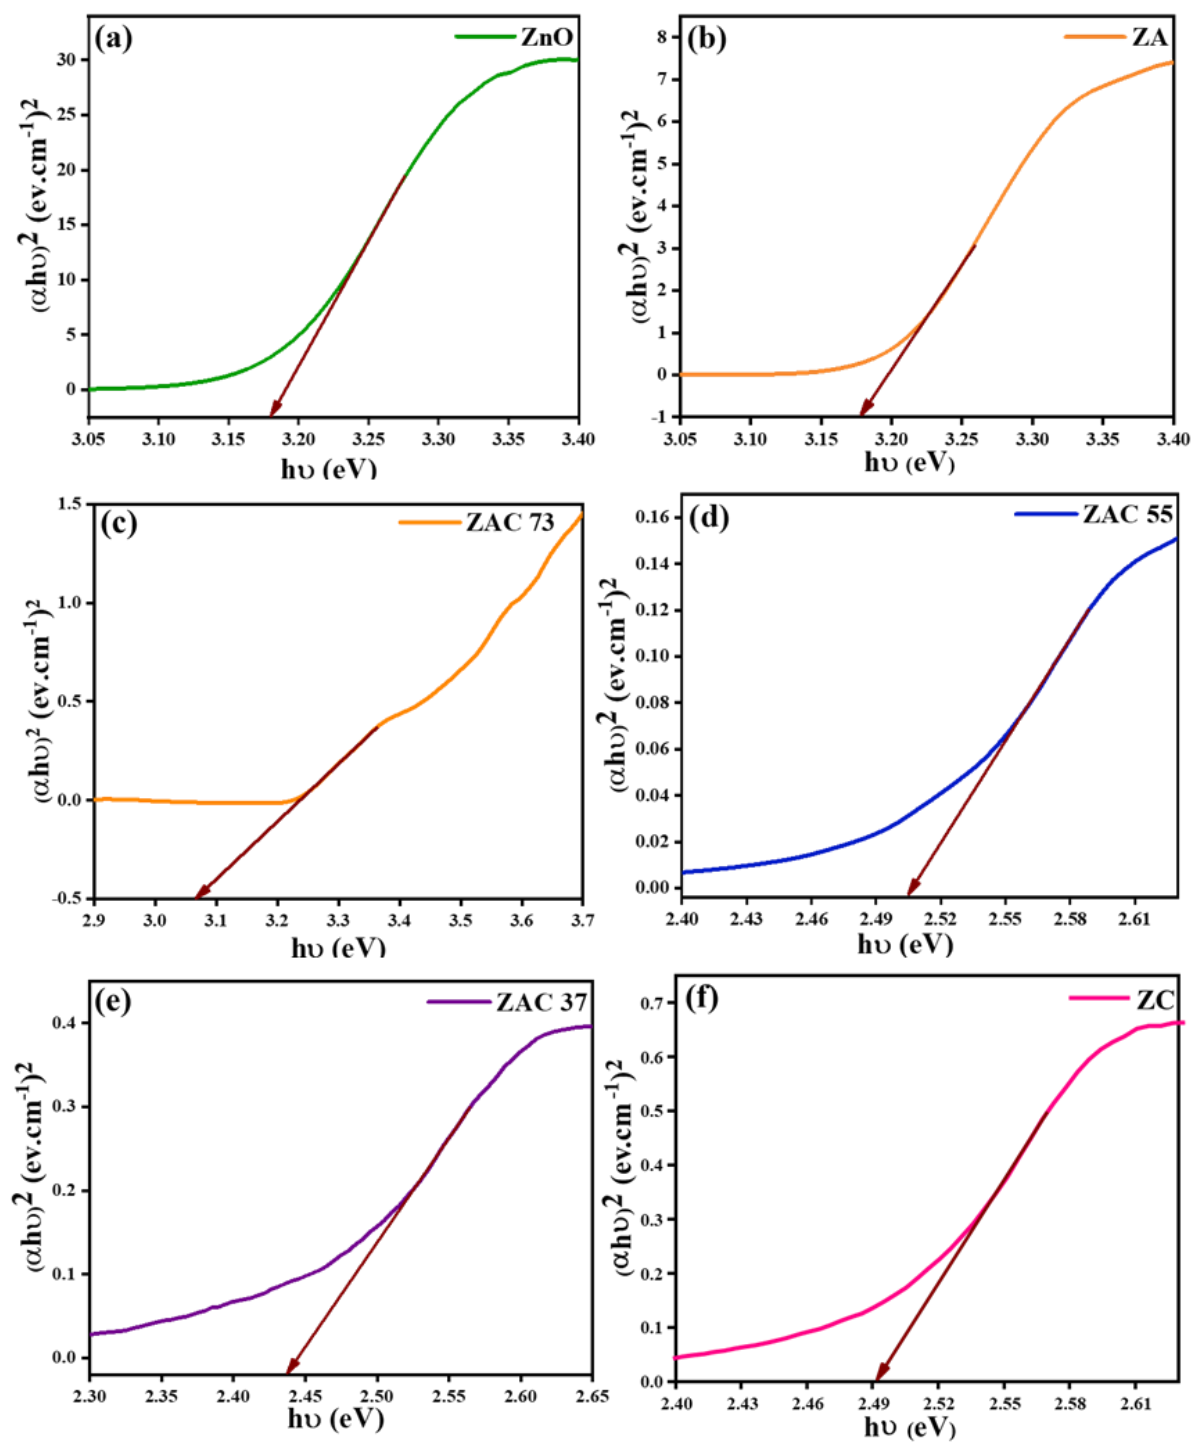 (a) ZnO
30
25
20
15
10
5
0
(αhυ)² (ev.cm⁻¹)²
3.05 3.10 3.15 3.20 3.25 3.30 3.35 3.40
hυ (eV)
(b) ZA
8
7
6
5
4
3
2
1
0
-1
(αhυ)² (ev.cm⁻¹)²
3.05 3.10 3.15 3.20 3.25 3.30 3.35 3.40
hυ (eV)
(c) ZAC 73
1.5
1.0
0.5
0.0
-0.5
(αhυ)² (ev.cm⁻¹)²
2.9 3.0 3.1 3.2 3.3 3.4 3.5 3.6 3.7
hυ (eV)
(d) ZAC 55
0.16
0.14
0.12
0.10
0.08
0.06
0.04
0.02
0.00
(αhυ)² (ev.cm⁻¹)²
2.40 2.43 2.46 2.49 2.52 2.55 2.58 2.61
hυ (eV)
(e) ZAC 37
0.4
0.3
0.2
0.1
0.0
(αhυ)² (ev.cm⁻¹)²
2.30 2.35 2.40 2.45 2.50 2.55 2.60 2.65
hυ (eV)
(f) ZC
0.7
0.6
0.5
0.4
0.3
0.2
0.1
0.0
(αhυ)² (ev.cm⁻¹)²
2.40 2.43 2.46 2.49 2.52 2.55 2.58 2.61
hυ (eV)